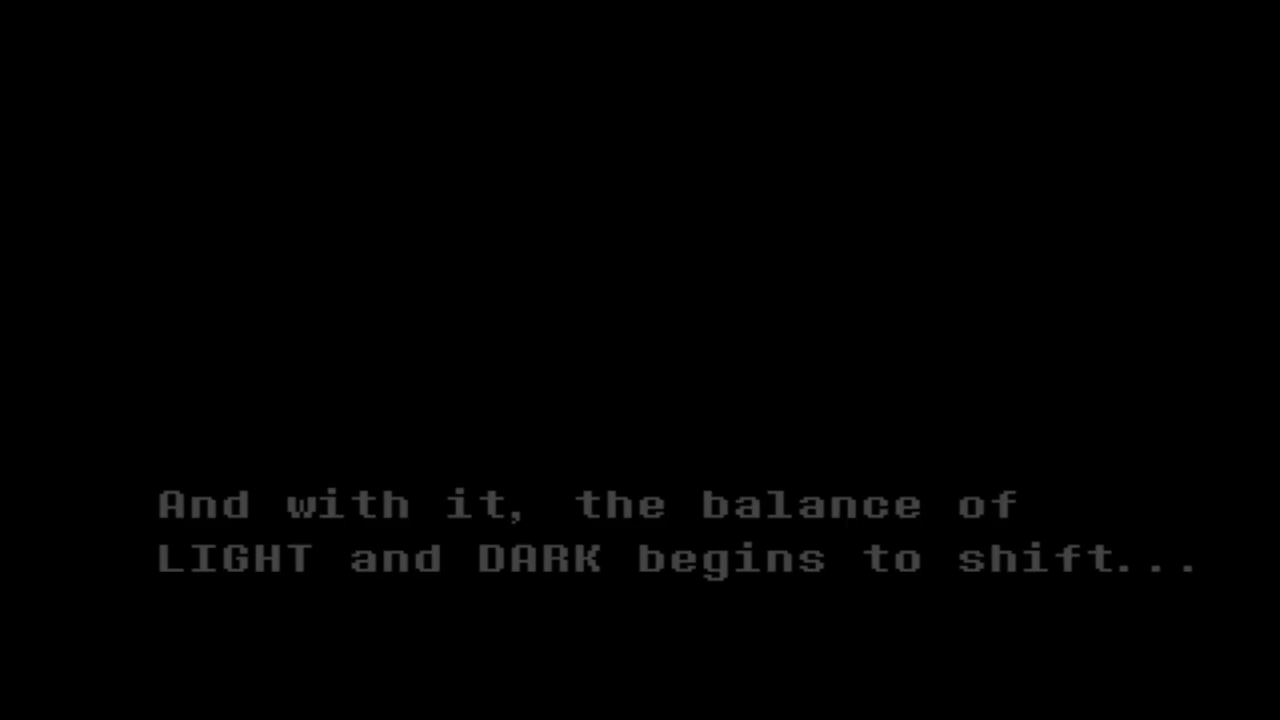 And with it, the balance of
LIGHT and DARK begins to shift...